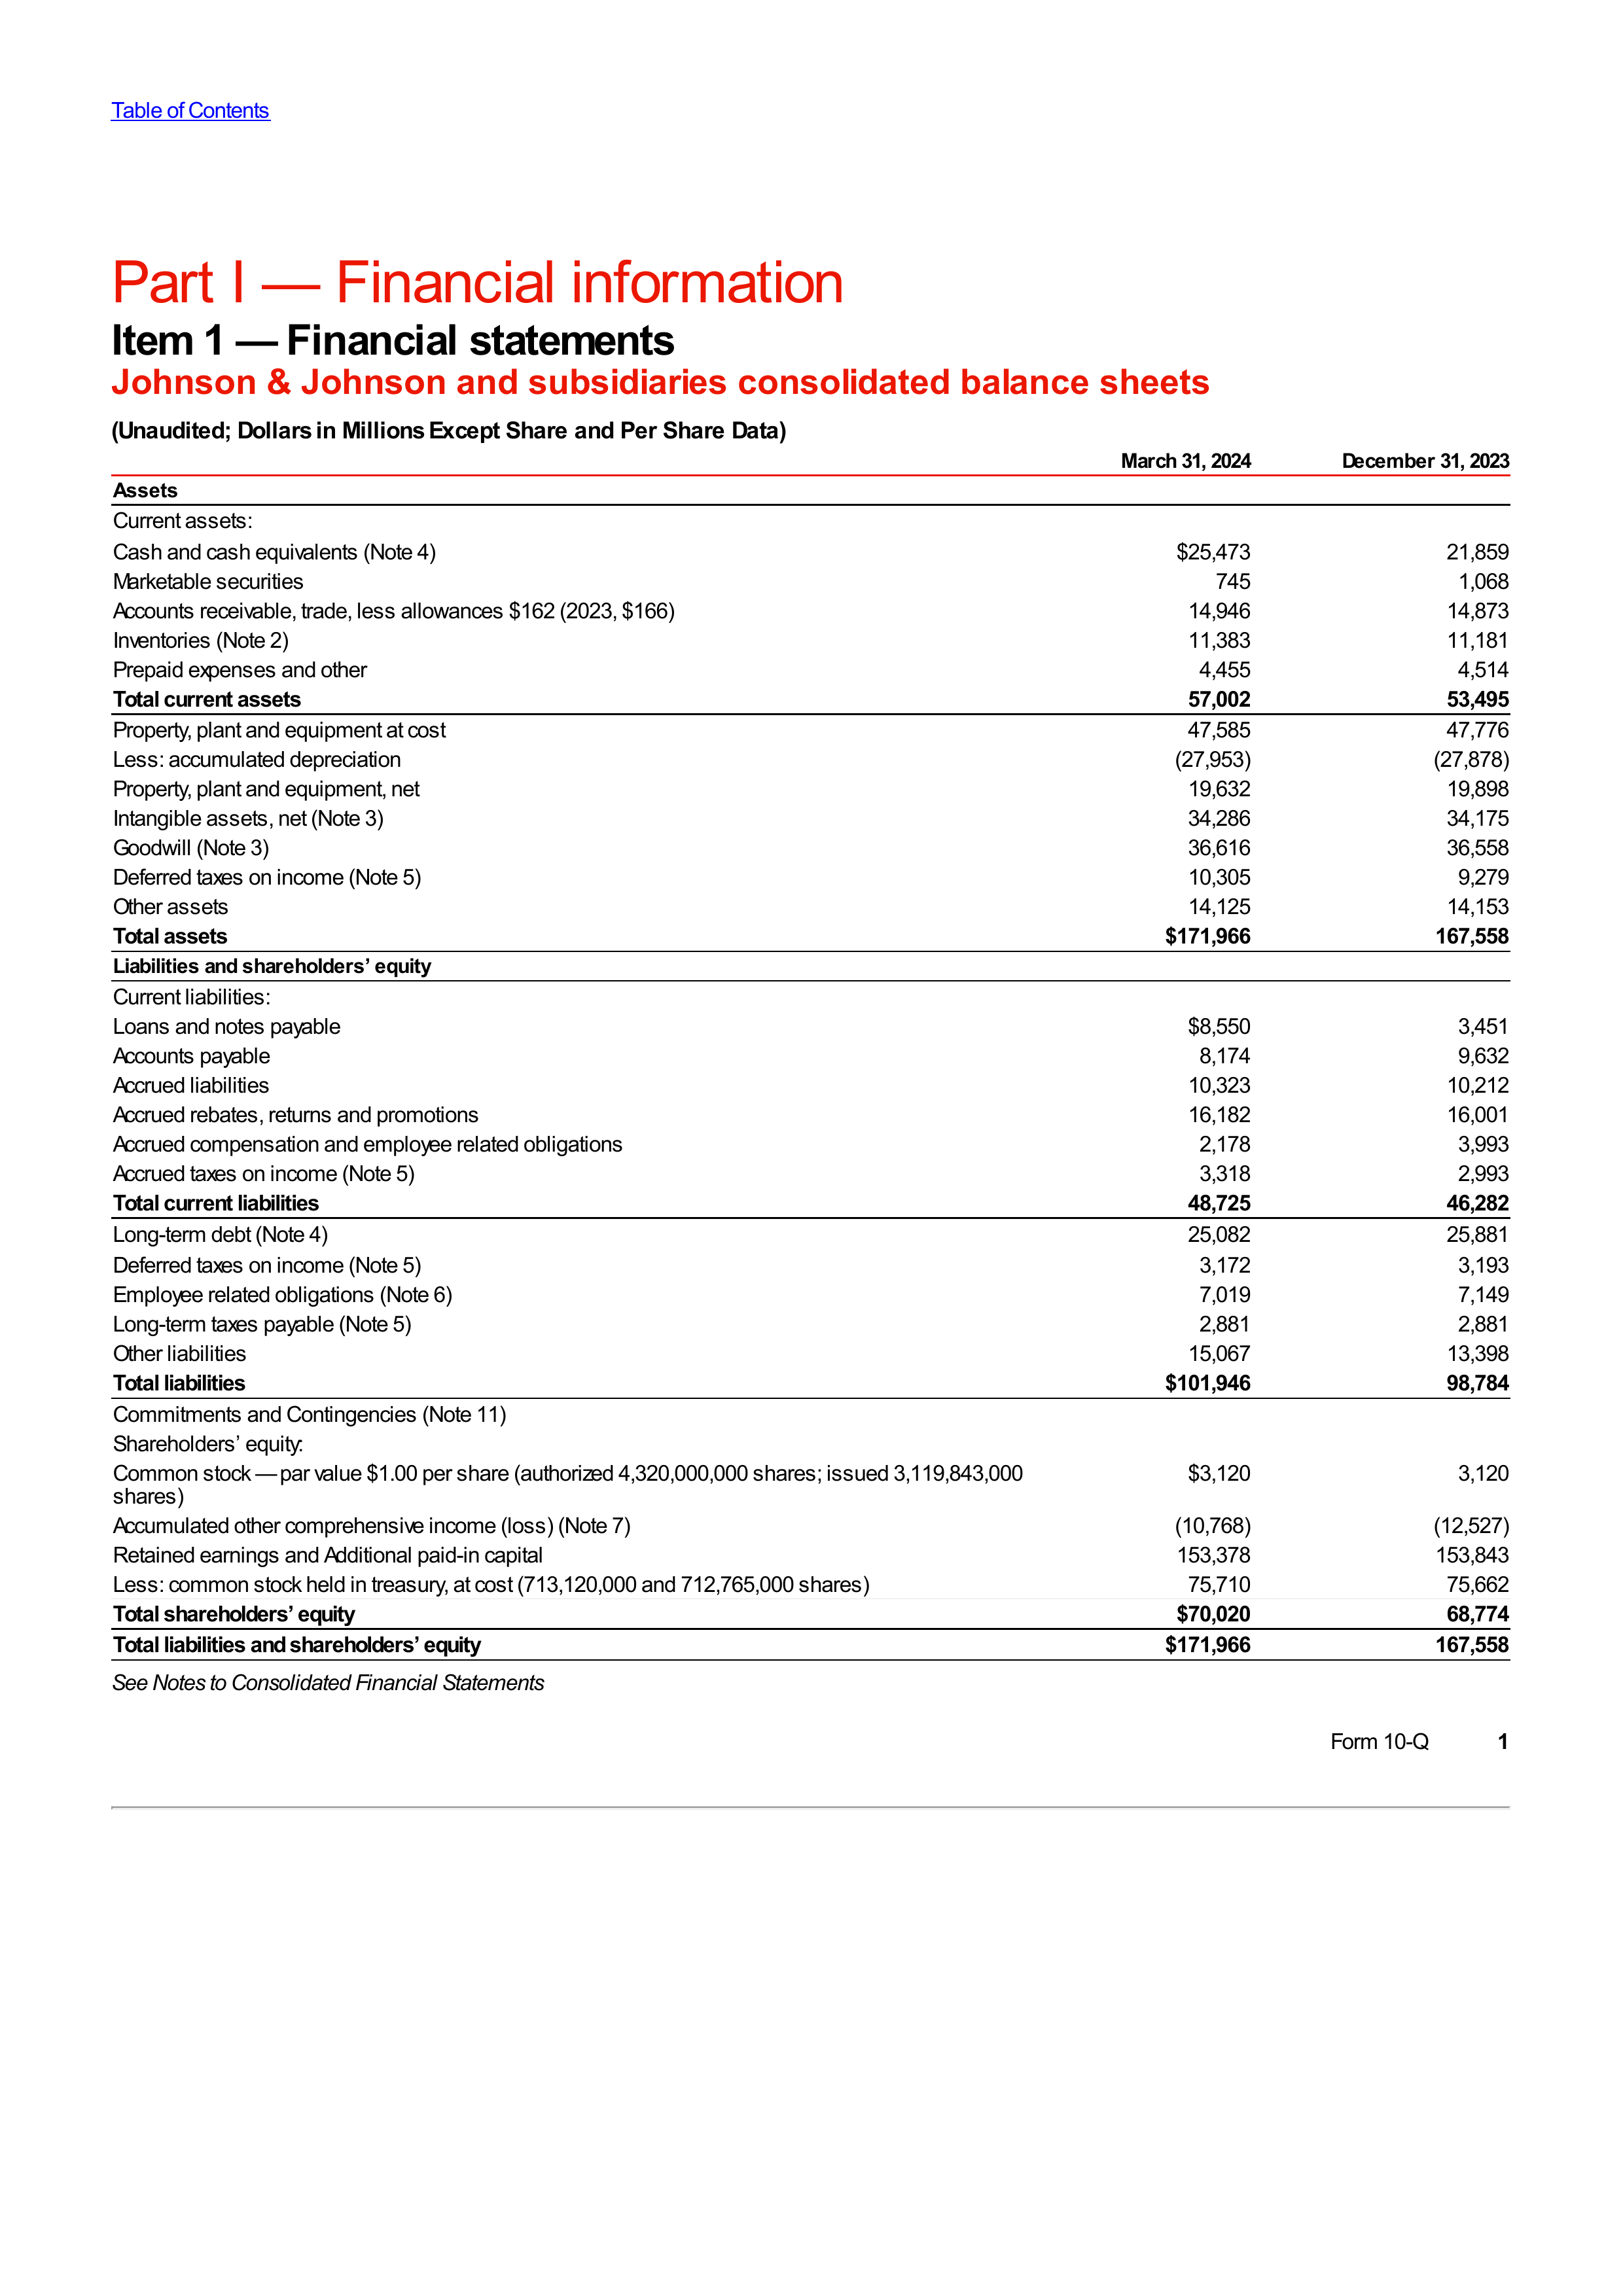 Table of Contents
Part I — Financial information
Item 1 — Financial statements
Johnson & Johnson and subsidiaries consolidated balance sheets
(Unaudited; Dollars in Millions Except Share and Per Share Data)
March 31, 2024 December 31, 2023
Assets
Current assets:
Cash and cash equivalents (Note 4) $25,473 21,859
Marketable securities 745 1,068
Accounts receivable, trade, less allowances $162 (2023, $166) 14,946 14,873
Inventories (Note 2) 11,383 11,181
Prepaid expenses and other 4,455 4,514
Total current assets 57,002 53,495
Property, plant and equipment at cost 47,585 47,776
Less: accumulated depreciation (27,953) (27,878)
Property, plant and equipment, net 19,632 19,898
Intangible assets, net (Note 3) 34,286 34,175
Goodwill (Note 3) 36,616 36,558
Deferred taxes on income (Note 5) 10,305 9,279
Other assets 14,125 14,153
Total assets $171,966 167,558
Liabilities and shareholders’ equity
Current liabilities:
Loans and notes payable $8,550 3,451
Accounts payable 8,174 9,632
Accrued liabilities 10,323 10,212
Accrued rebates, returns and promotions 16,182 16,001
Accrued compensation and employee related obligations 2,178 3,993
Accrued taxes on income (Note 5) 3,318 2,993
Total current liabilities 48,725 46,282
Long-term debt (Note 4) 25,082 25,881
Deferred taxes on income (Note 5) 3,172 3,193
Employee related obligations (Note 6) 7,019 7,149
Long-term taxes payable (Note 5) 2,881 2,881
Other liabilities 15,067 13,398
Total liabilities $101,946 98,784
Commitments and Contingencies (Note 11)
Shareholders’ equity:
Common stock — par value $1.00 per share (authorized 4,320,000,000 shares; issued 3,119,843,000 $3,120 3,120
shares)
Accumulated other comprehensive income (loss) (Note 7) (10,768) (12,527)
Retained earnings and Additional paid-in capital 153,378 153,843
Less: common stock held in treasury, at cost (713,120,000 and 712,765,000 shares) 75,710 75,662
Total shareholders’ equity $70,020 68,774
Total liabilities and shareholders’ equity $171,966 167,558
See Notes to Consolidated Financial Statements
Form 10-Q 1